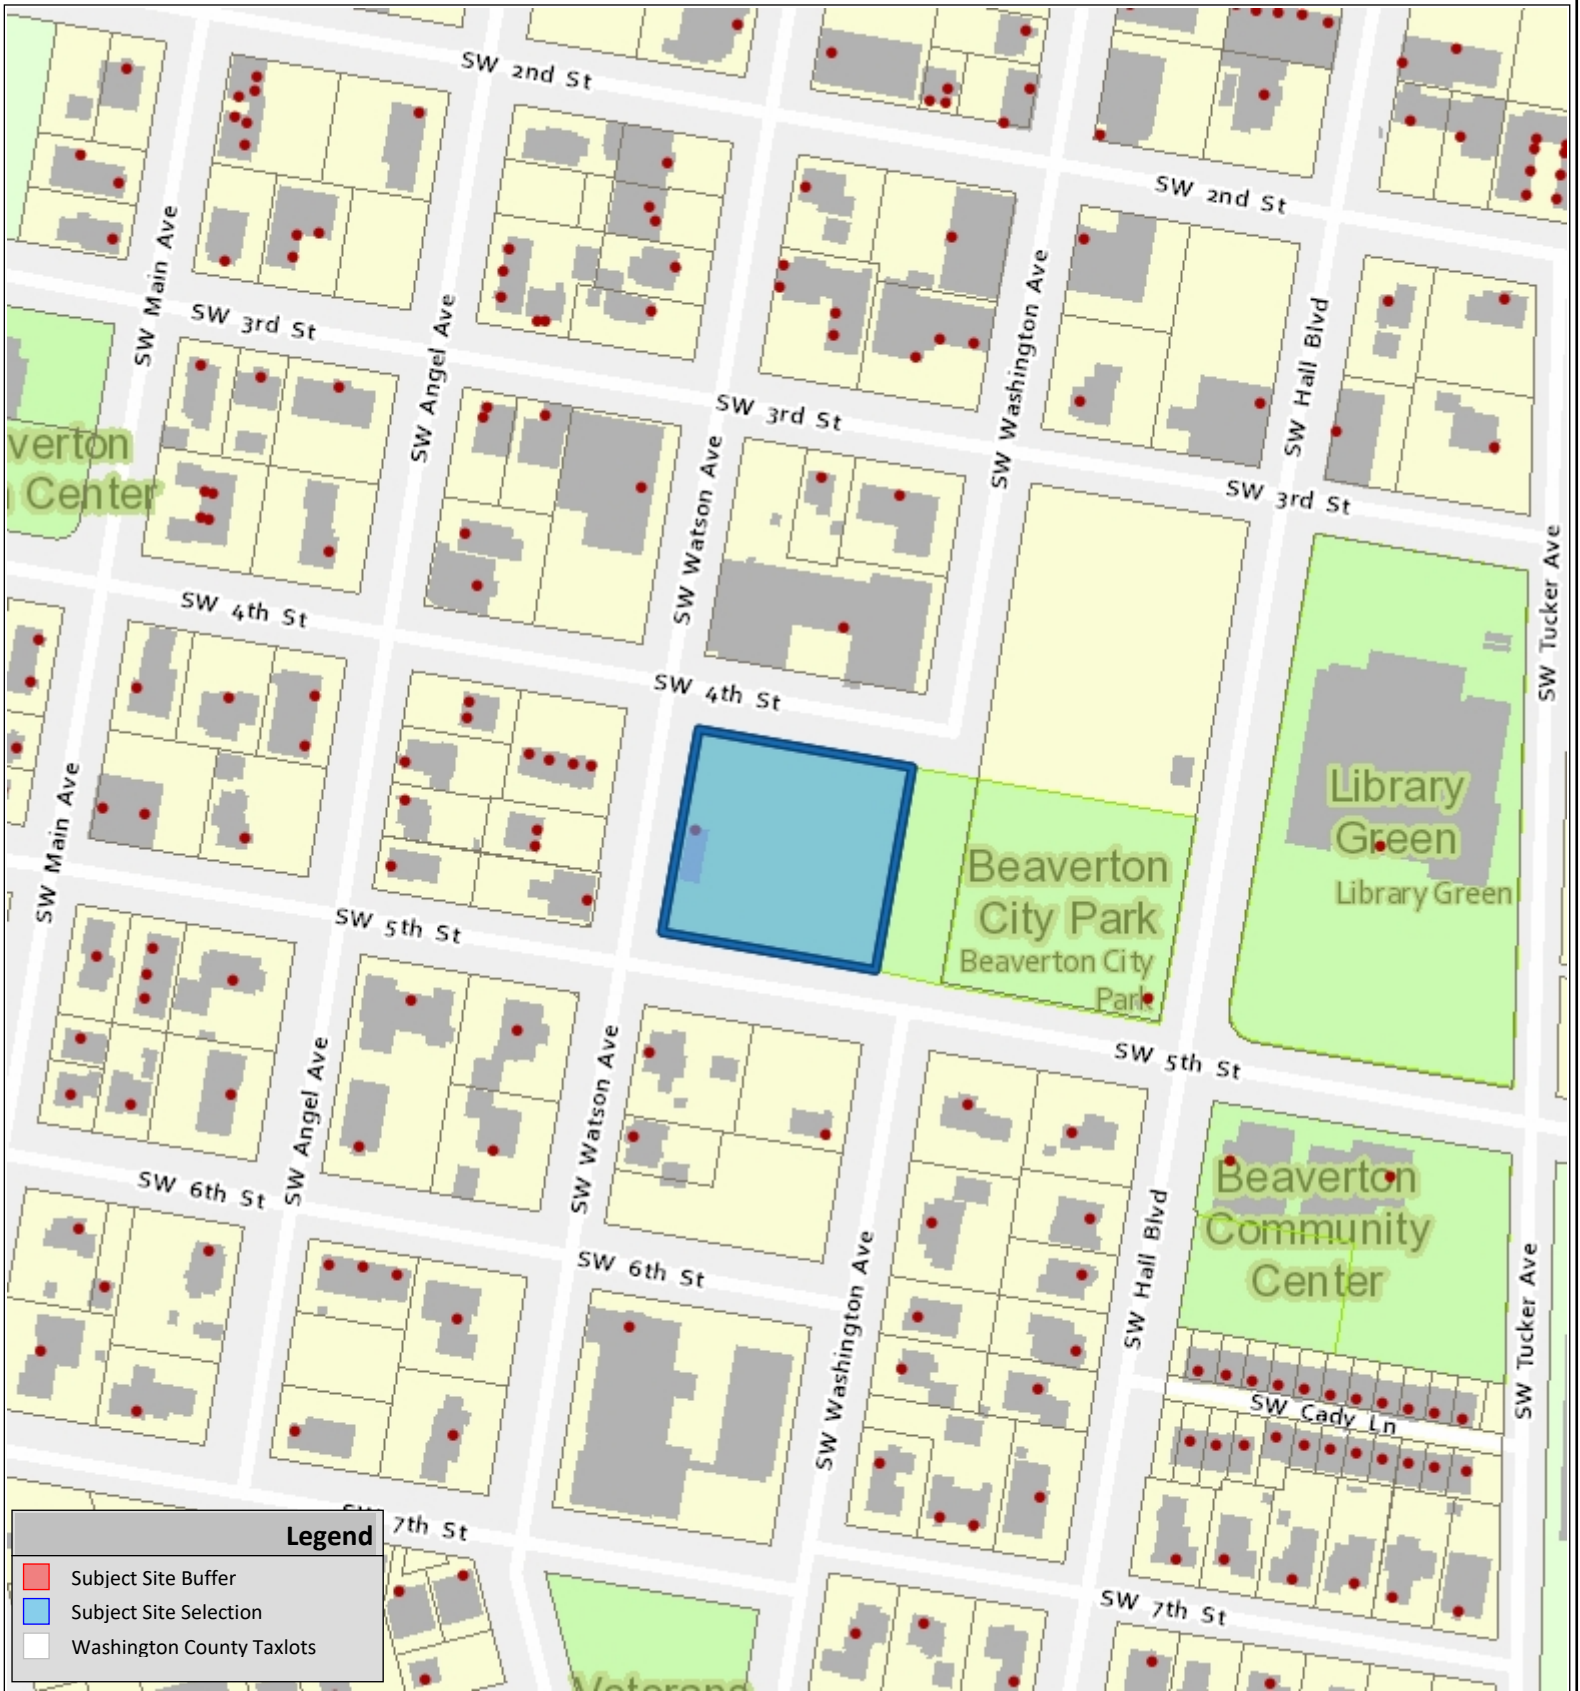 SW 2nd St
SW 2nd St
SW Main Ave
SW Angel Ave
SW Washington Ave
SW Hall Blvd
SW 3rd St
SW 3rd St
SW 3rd St
verton
Center
SW Watson Ave
SW Tucker Ave
SW 4th St
SW 4th St
Library
Green
Library Green
SW Main Ave
Beaverton
City Park
Beaverton City
Park
SW 5th St
SW 5th St
SW Angel Ave
SW Watson Ave
Beaverton
Community
Center
SW 6th St
SW 6th St
SW Washington Ave
SW Hall Blvd
SW Tucker Ave
SW Cady Ln
7th St
SW 7th St
Legend
Subject Site Buffer
Subject Site Selection
Washington County Taxlots
Veterans